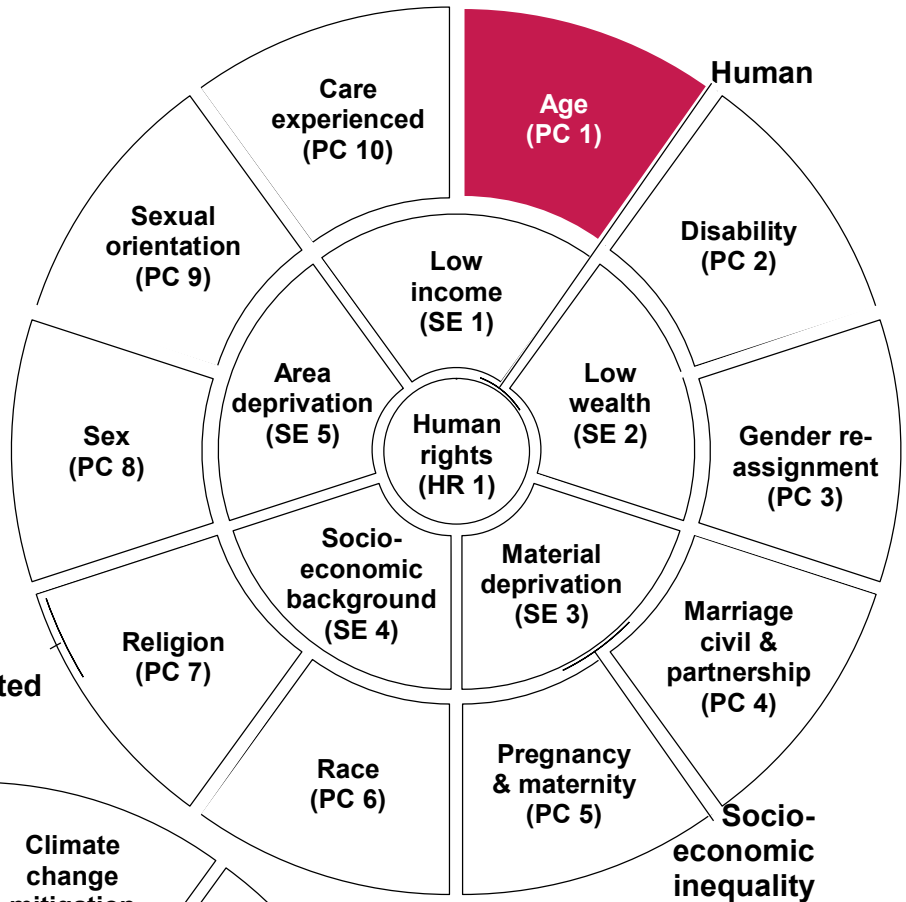 Human
Care
experienced
(PC 10)
Age
(PC 1)
Sexual
orientation
(PC 9)
Disability
(PC 2)
Low
income
(SE 1)
Area
deprivation
(SE 5)
Low
wealth
(SE 2)
Sex
(PC 8)
Human
rights
(HR 1)
Gender re-
assignment
(PC 3)
Socio-
economic
background
(SE 4)
Material
deprivation
(SE 3)
Religion
(PC 7)
Marriage
civil &
partnership
(PC 4)
ted
Race
(PC 6)
Pregnancy
& maternity
(PC 5)
Socio-
economic
inequality
Climate
change
mitigation